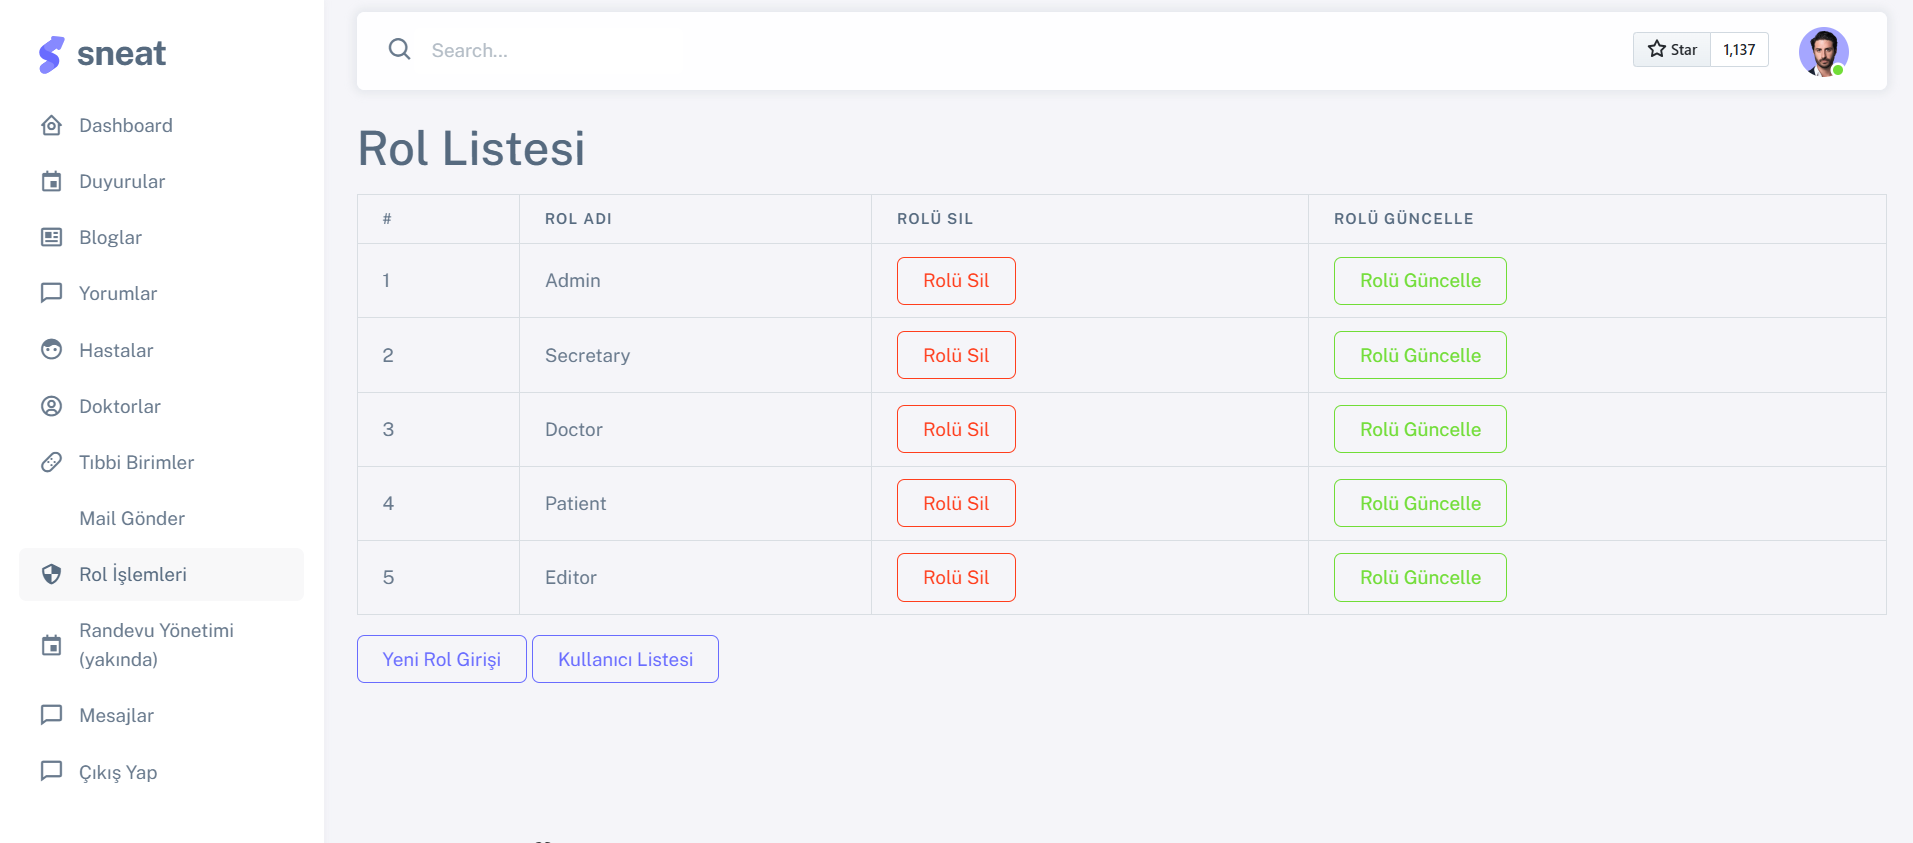 sneat
Dashboard
Duyurular
Bloglar
Yorumlar
Hastalar
Doktorlar
Tıbbi Birimler
Mail Gönder
Rol İşlemleri
Randevu Yönetimi
(yakında)
Mesajlar
Çıkış Yap
Search...
Star 1,137
Rol Listesi
# ROL ADI ROLÜ SIL ROLÜ GÜNCELLE
1 Admin Rolü Sil Rolü Güncelle
2 Secretary Rolü Sil Rolü Güncelle
3 Doctor Rolü Sil Rolü Güncelle
4 Patient Rolü Sil Rolü Güncelle
5 Editor Rolü Sil Rolü Güncelle
Yeni Rol Girişi Kullanıcı Listesi